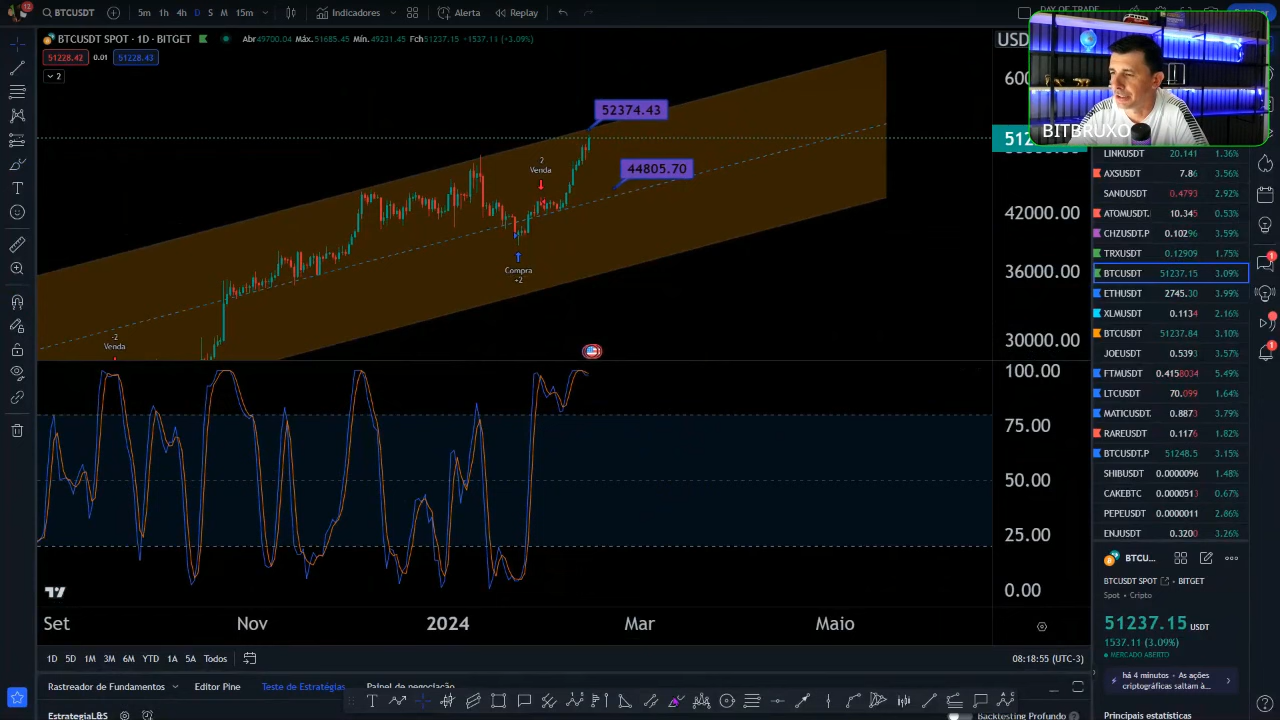 BTCUSDT
5m 1h 4h D S M 15m
Indicadores
Alerta
Replay
DAY OF TRADE
BTCUSDT SPOT · 1D · BITGET
Abr49700.04 Máx.51685.45 Mín.49231.45 Fch51237.15 +1537.11 (+3.09%)
51228.42 0.01 51228.43
2
USD
BITBRUXO
52374.43
44805.70
2
Venda
Compra
+2
-2
Venda
42000.00
36000.00
30000.00
100.00
75.00
50.00
25.00
0.00
LINKUSDT 20.141 1.36%
AXSUSDT 7.86 3.56%
SANDUSDT 0.4793 2.92%
ATOMUSDT. 10.345 0.53%
CHZUSDT.P 0.10296 3.59%
TRXUSDT 0.12909 1.75%
BTCUSDT 51237.15 3.09%
ETHUSDT 2745.30 3.99%
XLMUSDT 0.1134 2.16%
BTCUSDT 51237.84 3.10%
JOEUSDT 0.5393 3.57%
FTMUSDT 0.4158034 5.49%
LTCUSDT 70.099 1.64%
MATICUSDT. 0.8873 3.79%
RAREUSDT 0.1176 1.82%
BTCUSDT.P 51248.5 3.15%
SHIBUSDT 0.0000096 1.48%
CAKEBTC 0.0000513 0.67%
PEPEUSDT 0.0000011 2.86%
ENJUSDT 0.3200 3.26%
BTCU...
BTCUSDT SPOT · BITGET
Spot • Cripto
51237.15 USDT
1537.11 (3.09%)
MERCADO ABERTO
há 4 minutos • As ações
criptográficas saltam à...
Principais estatísticas
Set Nov 2024 Mar Maio
1D 5D 1M 3M 6M YTD 1A 5A Todos
08:18:55 (UTC-3)
Rastreador de Fundamentos
Editor Pine
Teste de Estratégias
Painel de negociação
EstrategiaL&S
Backtesting Profundo